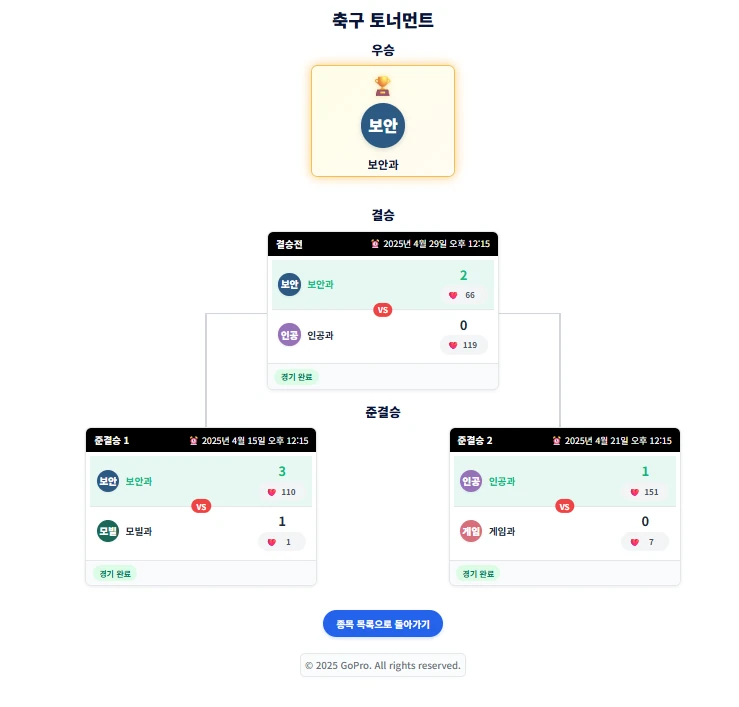 축구 토너먼트
우승
보안
보안과
결승
결승전 2025년 4월 29일 오후 12:15
보안 보안과 2
66
VS
인공 인공과 0
119
경기 완료
준결승
준결승 1 2025년 4월 15일 오후 12:15
보안 보안과 3
110
VS
모빌 모빌과 1
1
경기 완료
준결승 2 2025년 4월 21일 오후 12:15
인공 인공과 1
151
VS
게임 게임과 0
7
경기 완료
종목 목록으로 돌아가기
© 2025 GoPro. All rights reserved.